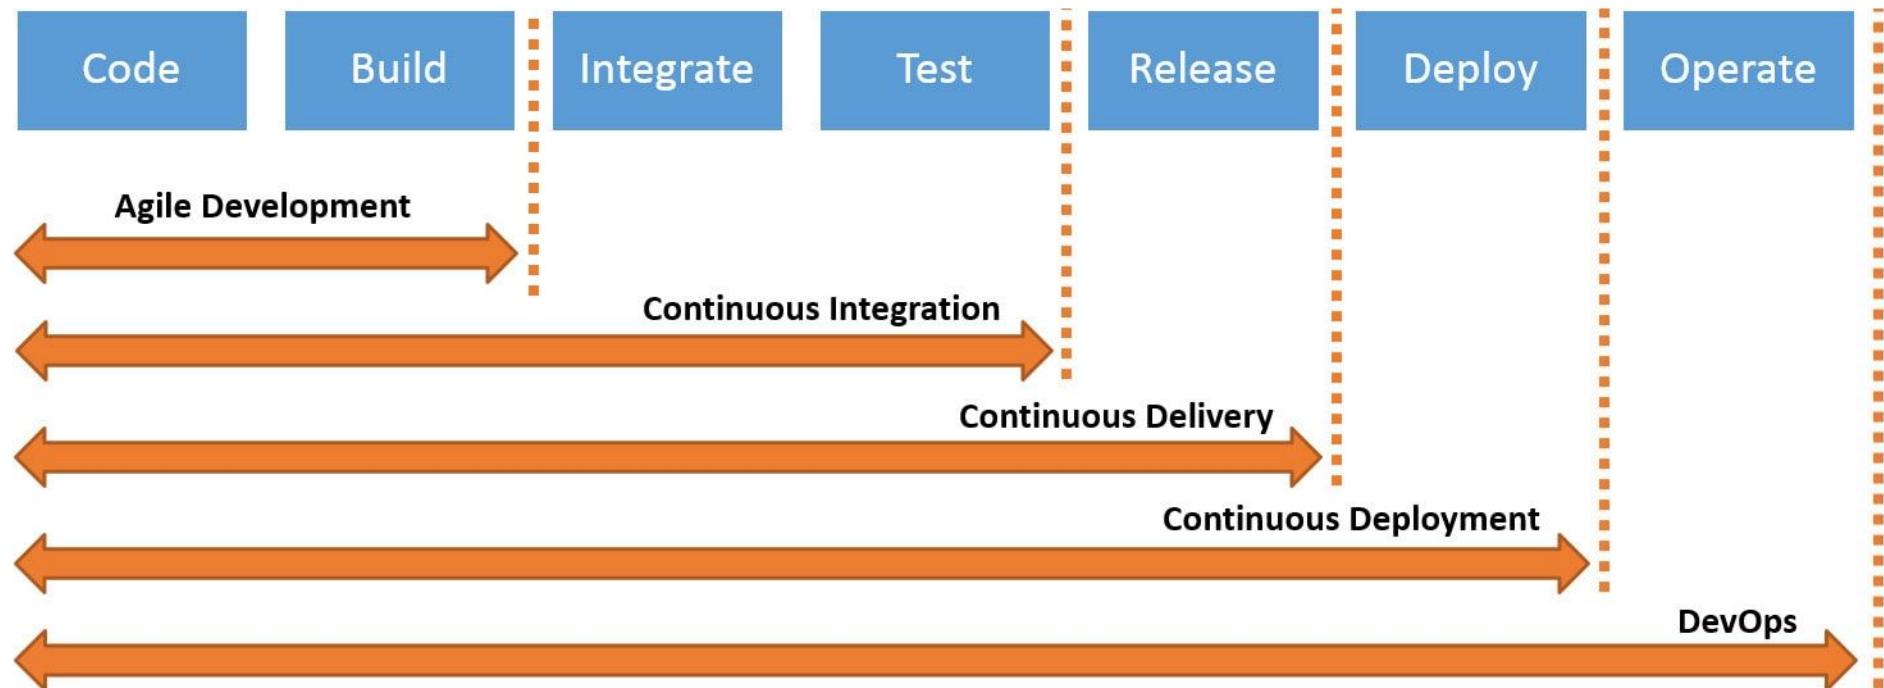 Code
Build
Integrate
Test
Release
Deploy
Operate
Agile Development
Continuous Integration
Continuous Delivery
Continuous Deployment
DevOps